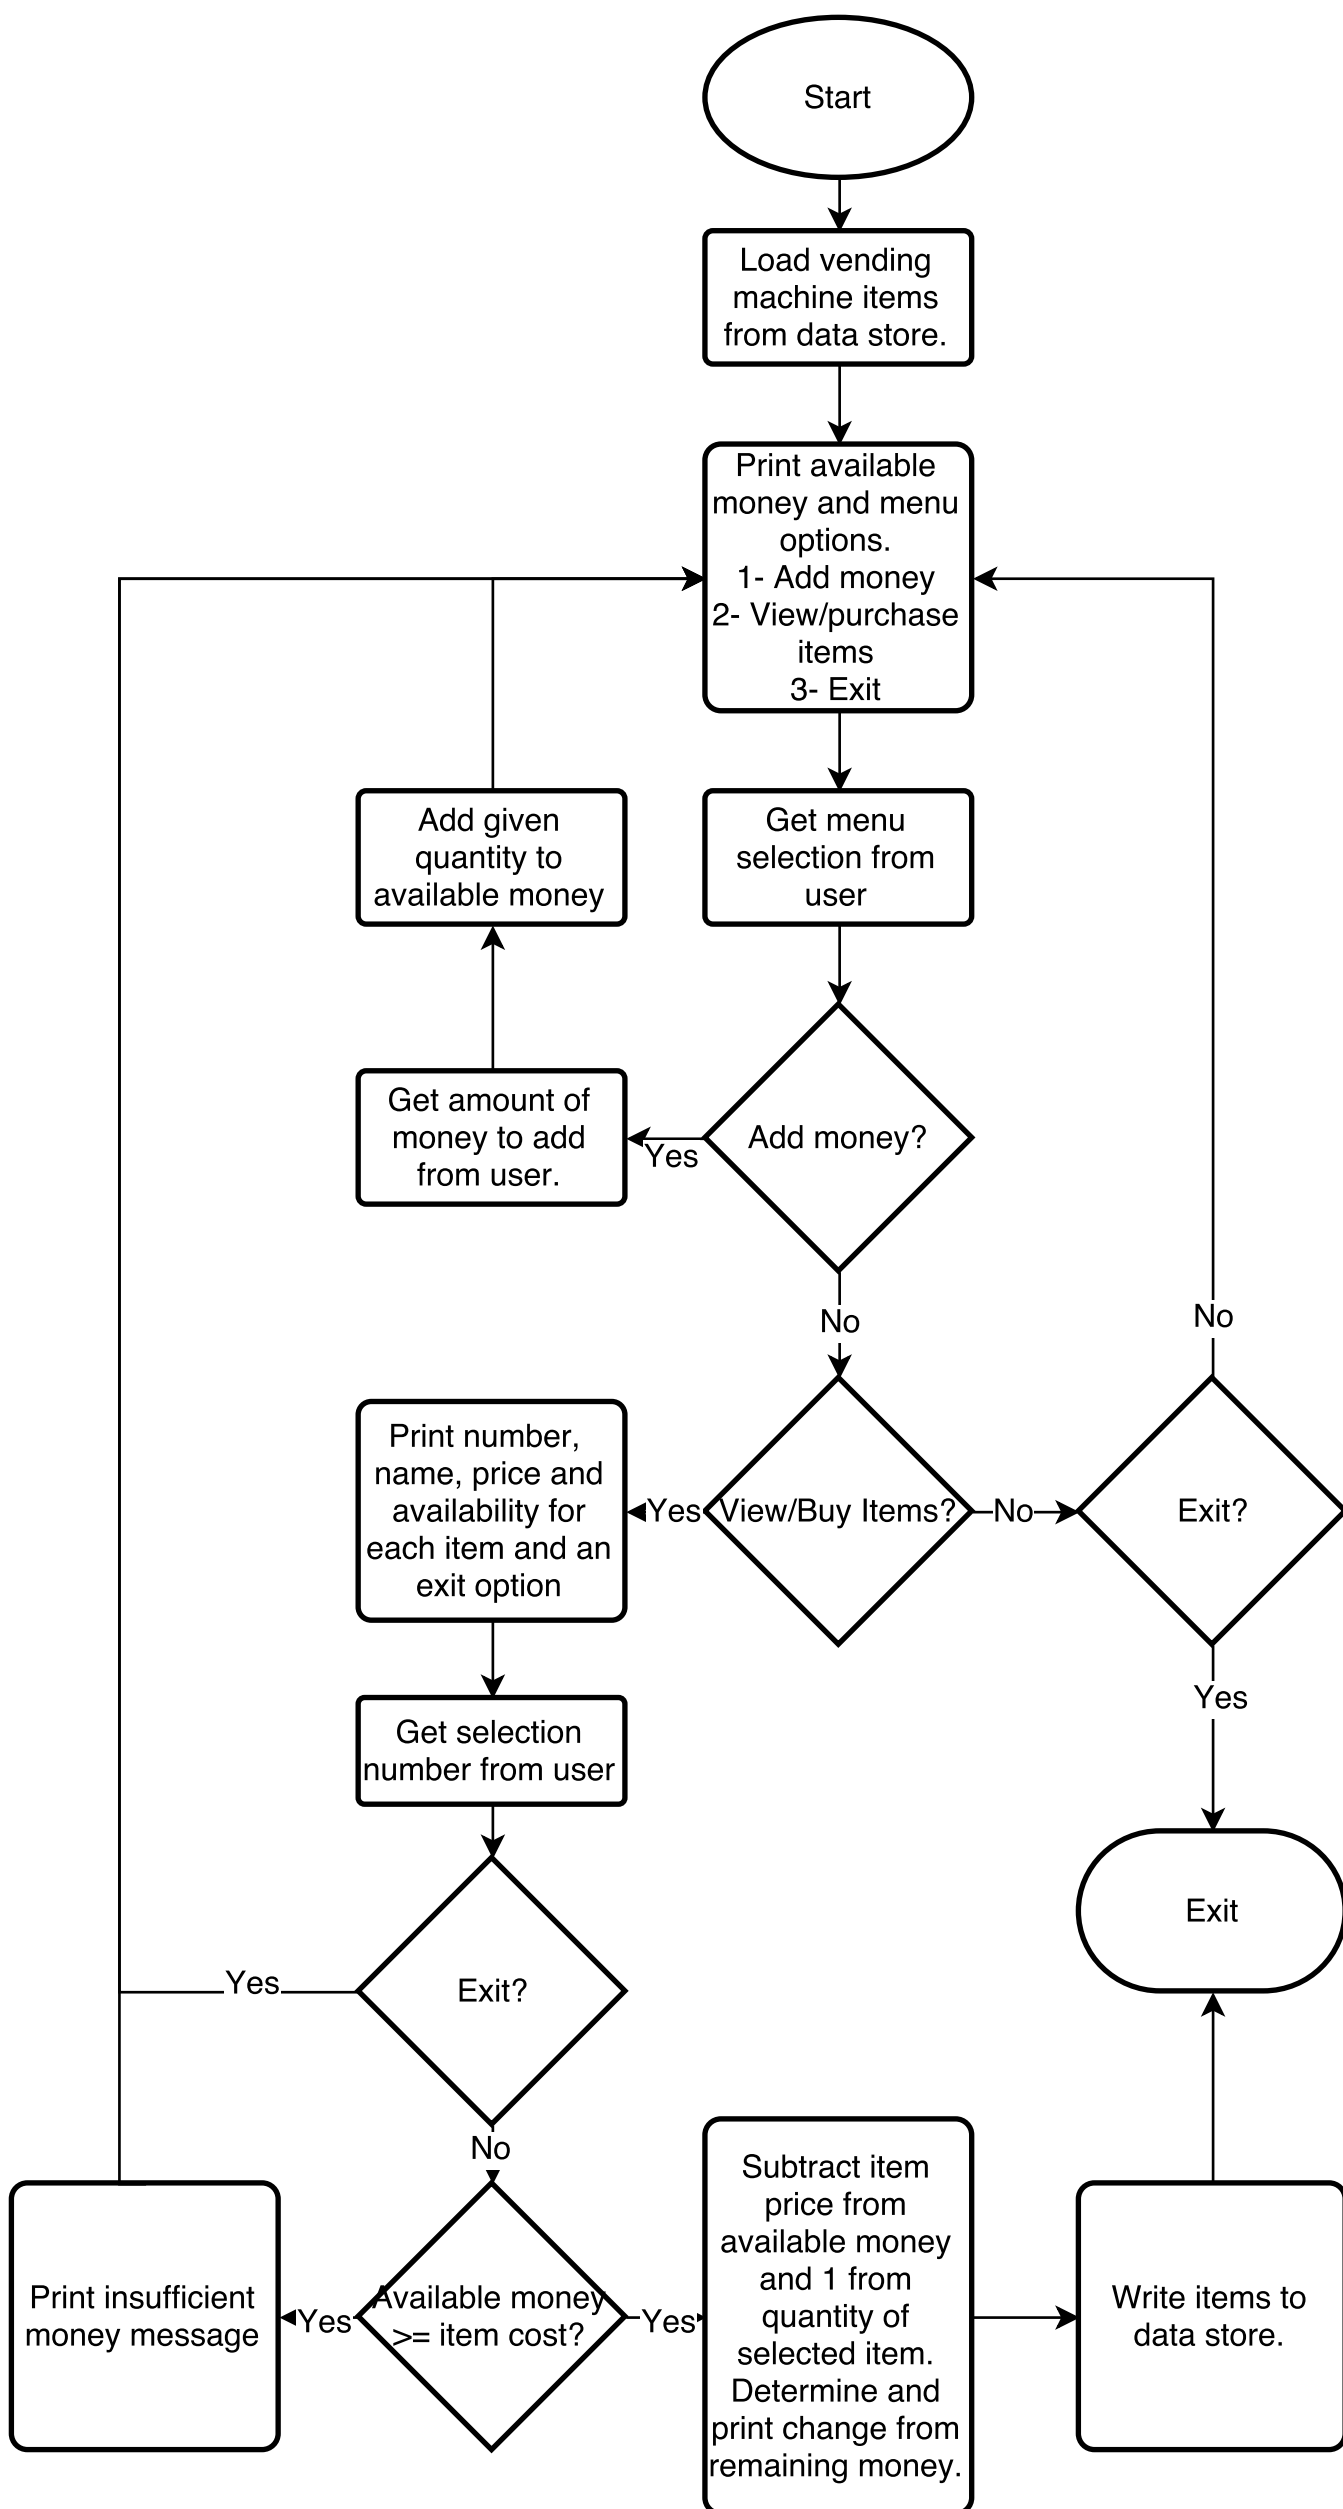 Start
Load vending
machine items
from data store.
Print available
money and menu
options.
1- Add money
2- View/purchase
items
3- Exit
Add given
quantity to
available money
Get menu
selection from
user
Get amount of
money to add
from user.
Yes
Add money?
No
No
Print number,
name, price and
availability for
each item and an
exit option
Yes
View/Buy Items?
No
Exit?
Yes
Get selection
number from user
Exit
Yes
Exit?
No
Print insufficient
money message
Yes
Available money
>= item cost?
Yes
Subtract item
price from
available money
and 1 from
quantity of
selected item.
Determine and
print change from
remaining money.
Write items to
data store.